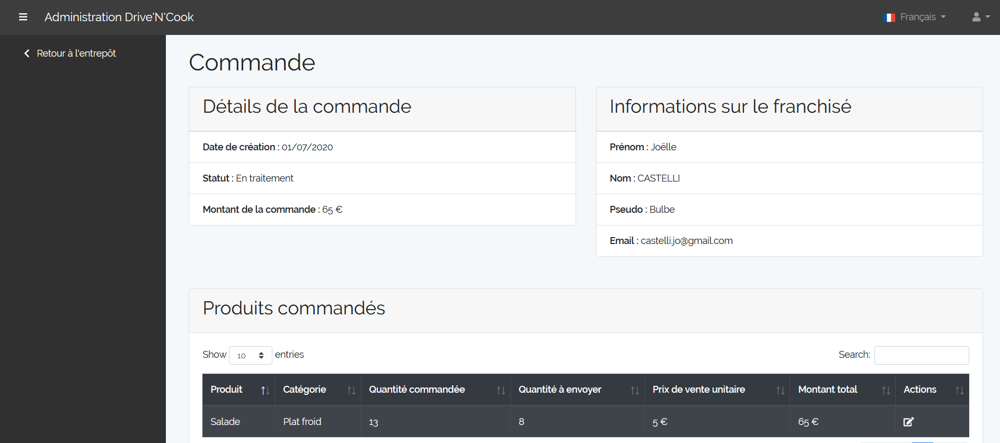 Administration Drive'N'Cook
Français
Retour à l'entrepôt
Commande
Détails de la commande
Date de création : 01/07/2020
Statut : En traitement
Montant de la commande : 65 €
Informations sur le franchisé
Prénom : Joëlle
Nom : CASTELLI
Pseudo : Bulbe
Email : castelli.jo@gmail.com
Produits commandés
Show 10 entries
Search:
Produit Catégorie Quantité commandée Quantité à envoyer Prix de vente unitaire Montant total Actions
Salade Plat froid 13 8 5 € 65 €